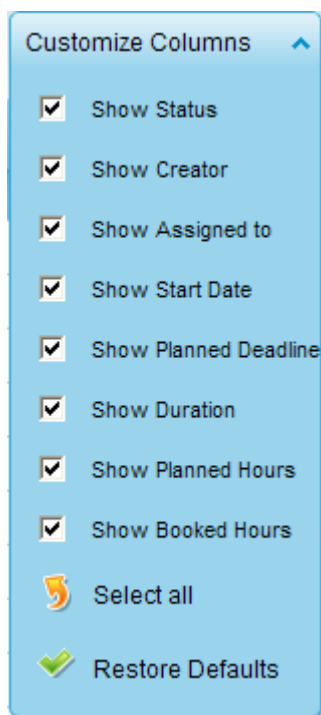 Customize Columns
Show Status
Show Creator
Show Assigned to
Show Start Date
Show Planned Deadline
Show Duration
Show Planned Hours
Show Booked Hours
Select all
Restore Defaults